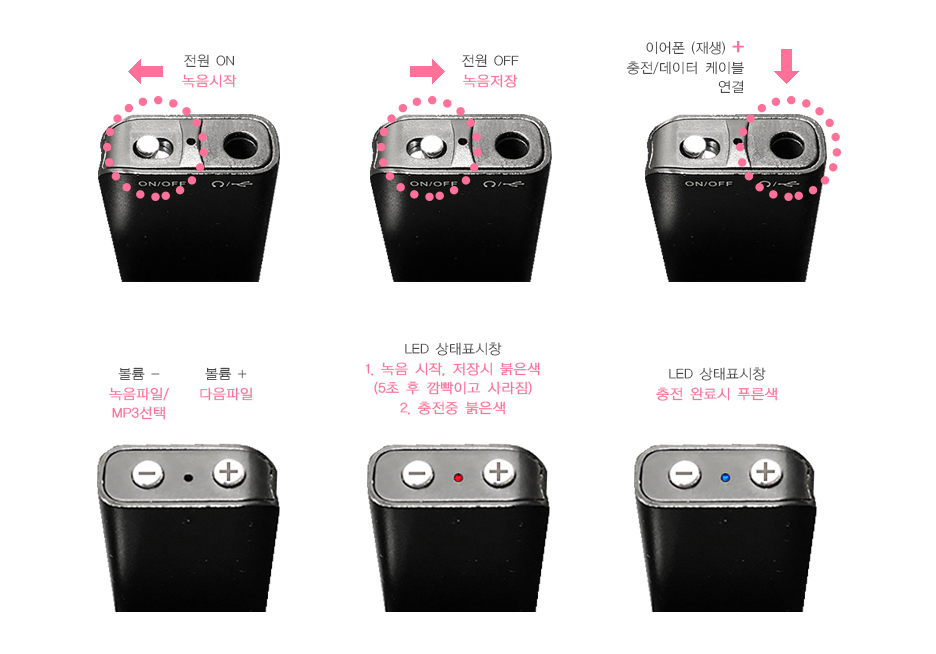 전원 ON
녹음시작
전원 OFF
녹음저장
이어폰 (재생) +
충전/데이터 케이블
연결
ON/OFF
ON/OFF
ON/OFF
볼륨 -
녹음파일/
MP3선택
볼륨 +
다음파일
LED 상태표시창
1. 녹음 시작, 저장시 붉은색
(5초 후 깜빡이고 사라짐)
2. 충전중 붉은색
LED 상태표시창
충전 완료시 푸른색